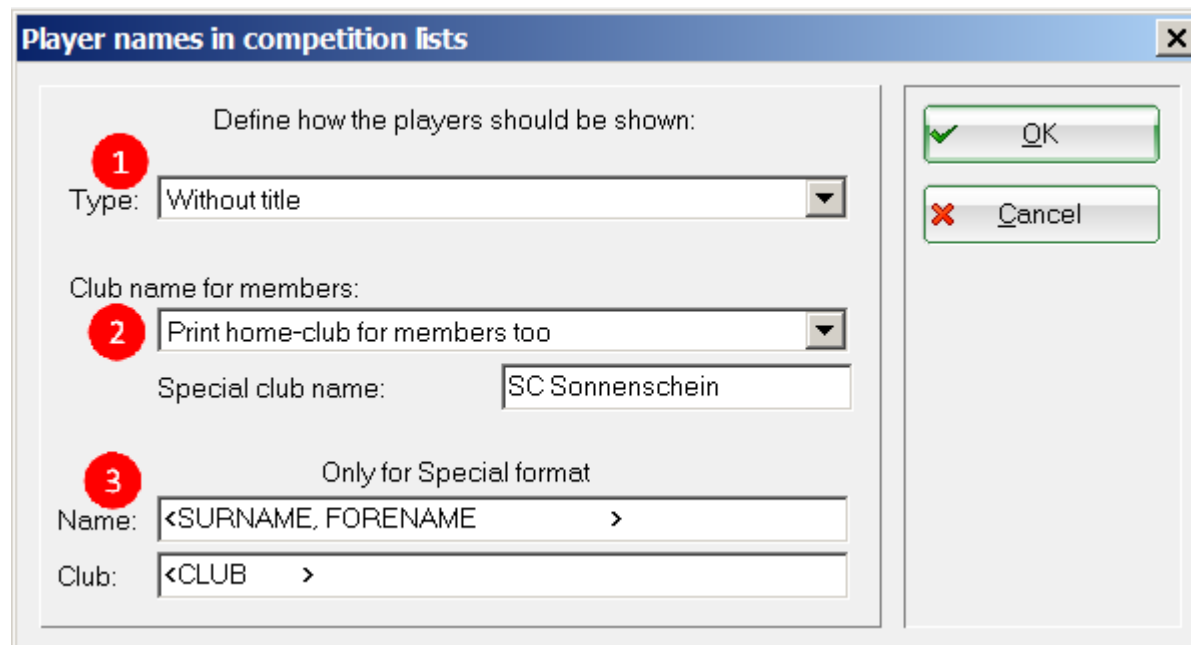 Player names in competition lists
Define how the players should be shown:
1
Type: Without title
Club name for members:
2 Print home-club for members too
Special club name: SC Sonnenschein
3 Only for Special format
Name: <SURNAME, FORENAME >
Club: <CLUB >
OK
Cancel